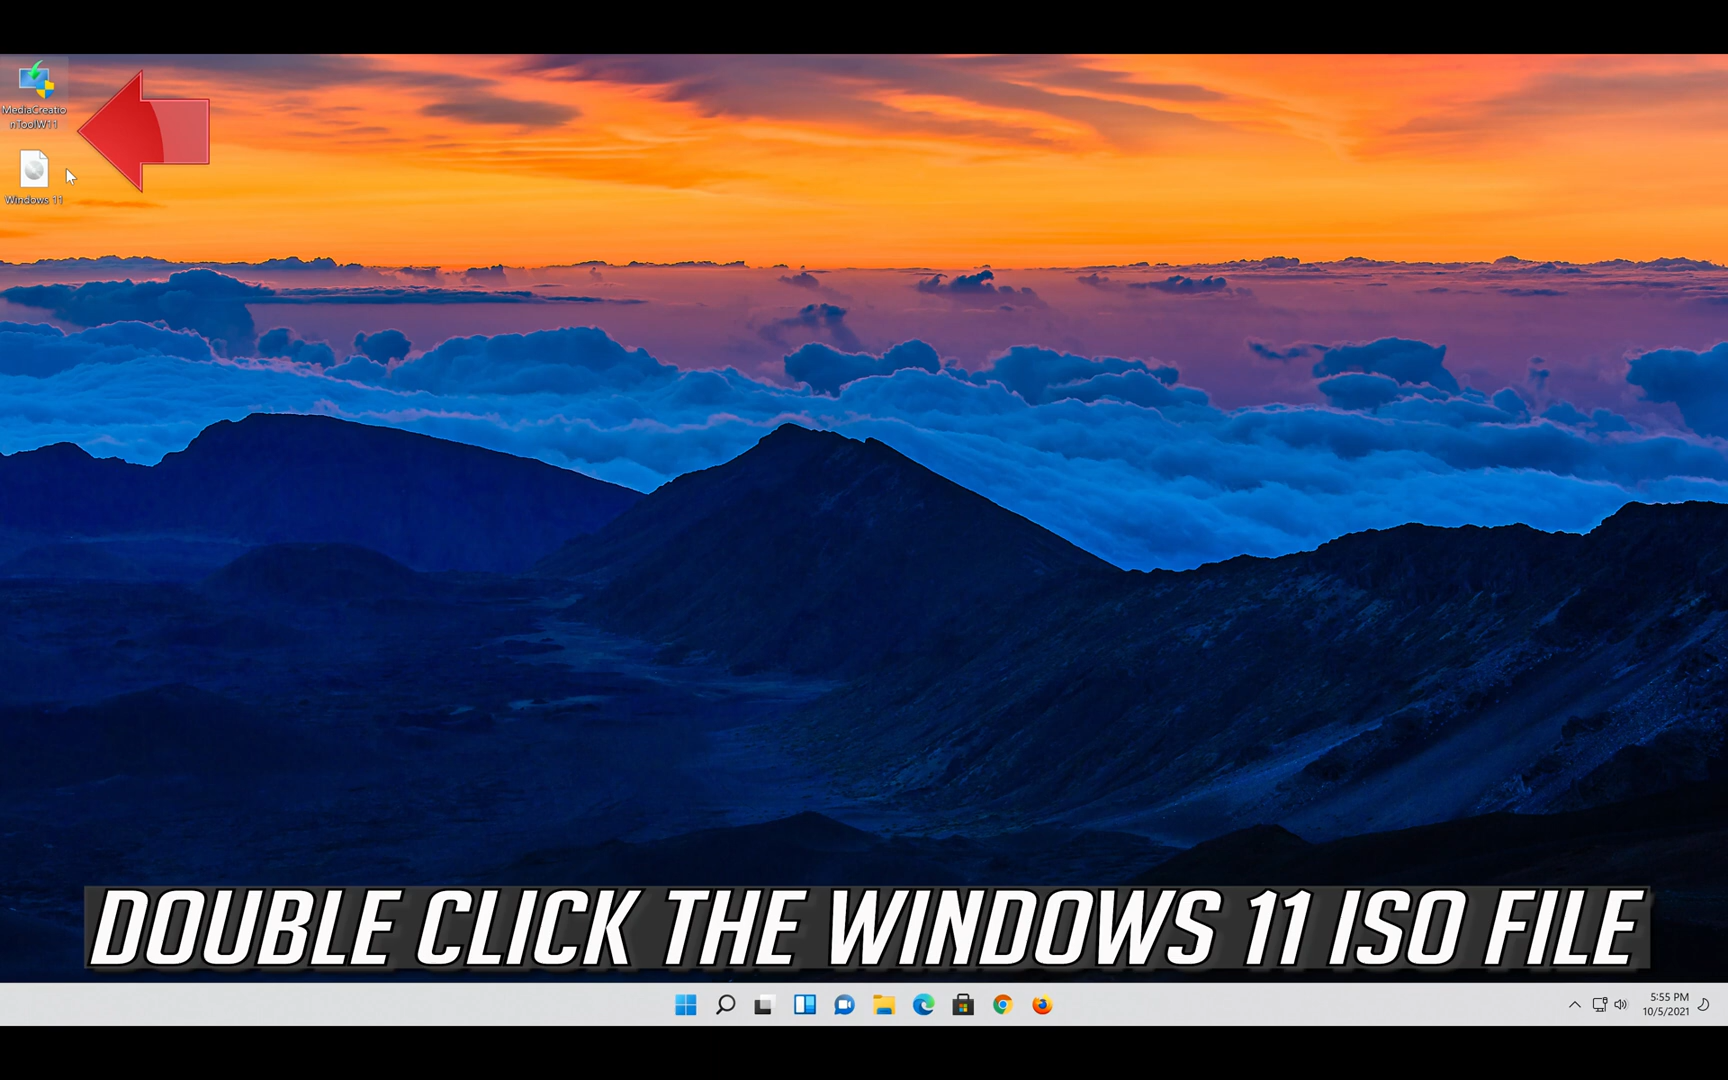 MediaCreatio
nToolW11
Windows 11
DOUBLE CLICK THE WINDOWS 11 ISO FILE
5:55 PM
10/5/2021